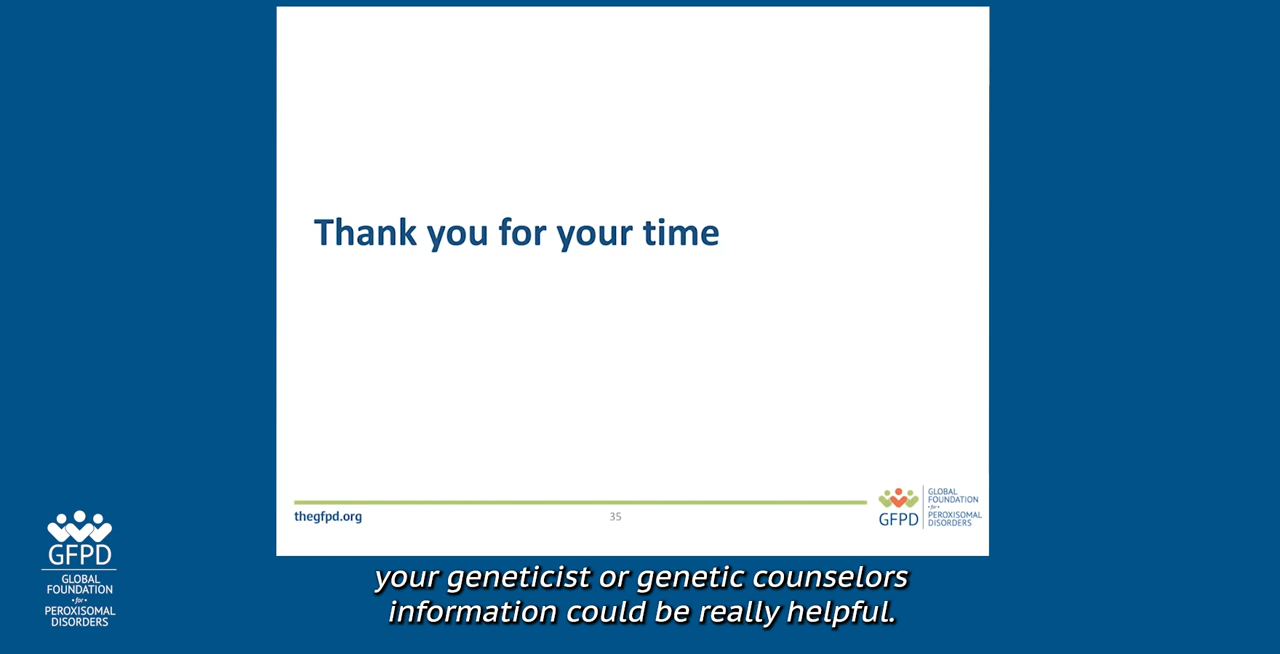 Thank you for your time
thegfpd.org
35
GFPD
GLOBAL
FOUNDATION
for
PEROXISOMAL
DISORDERS
GFPD
GLOBAL
FOUNDATION
•for•
PEROXISOMAL
DISORDERS
your geneticist or genetic counselors
information could be really helpful.